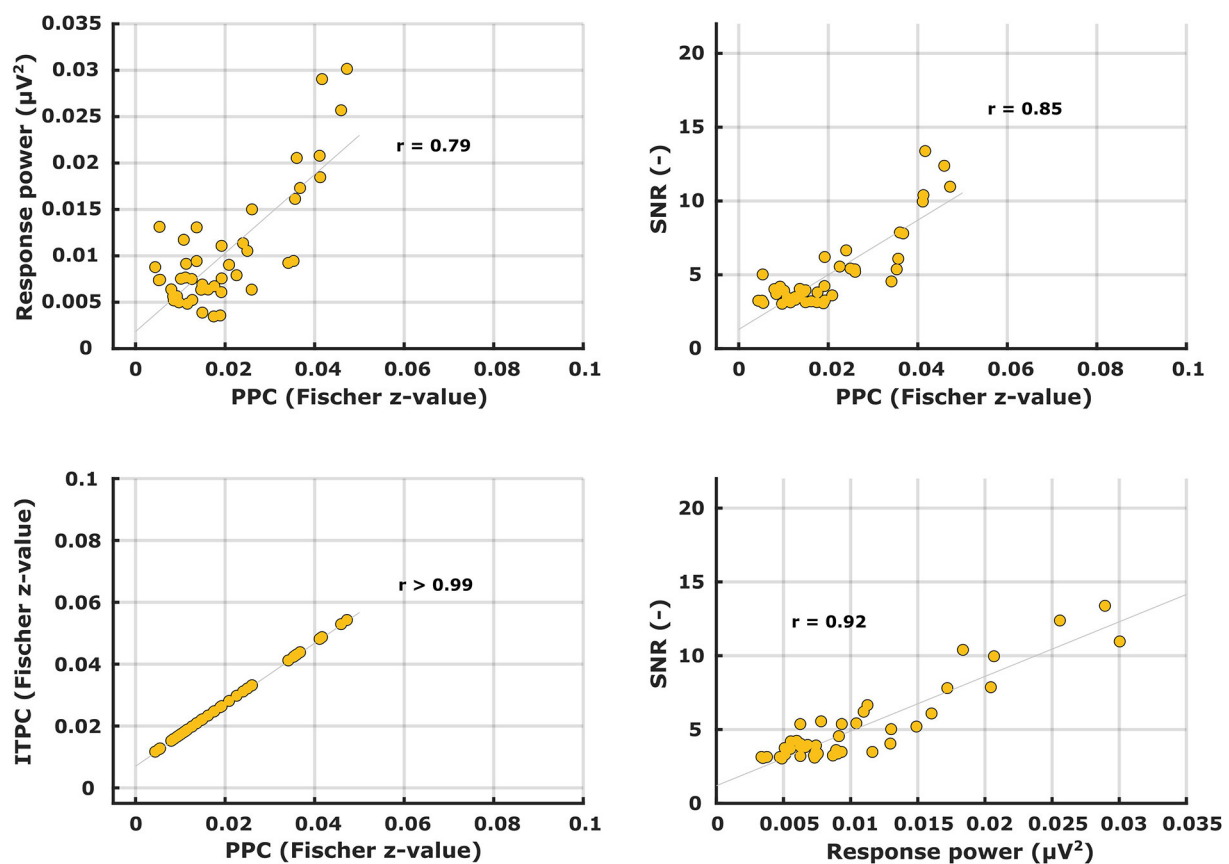 0.035
0.03
0.025
0.02
0.015
0.01
0.005
0
Response power (µV²)
r = 0.79
0 0.02 0.04 0.06 0.08 0.1
PPC (Fischer z-value)
20
15
10
5
0
SNR (-)
r = 0.85
0 0.02 0.04 0.06 0.08 0.1
PPC (Fischer z-value)
0.1
0.08
0.06
0.04
0.02
0
ITPC (Fischer z-value)
r > 0.99
0 0.02 0.04 0.06 0.08 0.1
PPC (Fischer z-value)
20
15
10
5
0
SNR (-)
r = 0.92
0 0.005 0.01 0.015 0.02 0.025 0.03 0.035
Response power (µV²)